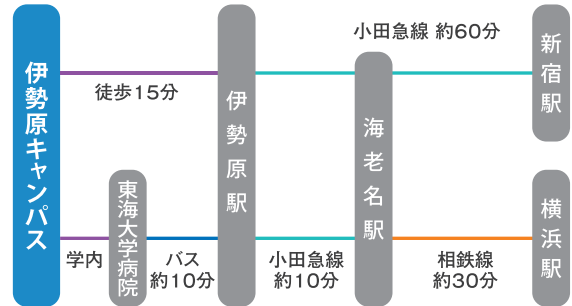 伊勢原キャンパス
徒歩15分
伊勢原駅
小田急線 約60分
海老名駅
新宿駅
学内
東海大学病院
バス
約10分
小田急線
約10分
相鉄線
約30分
横浜駅